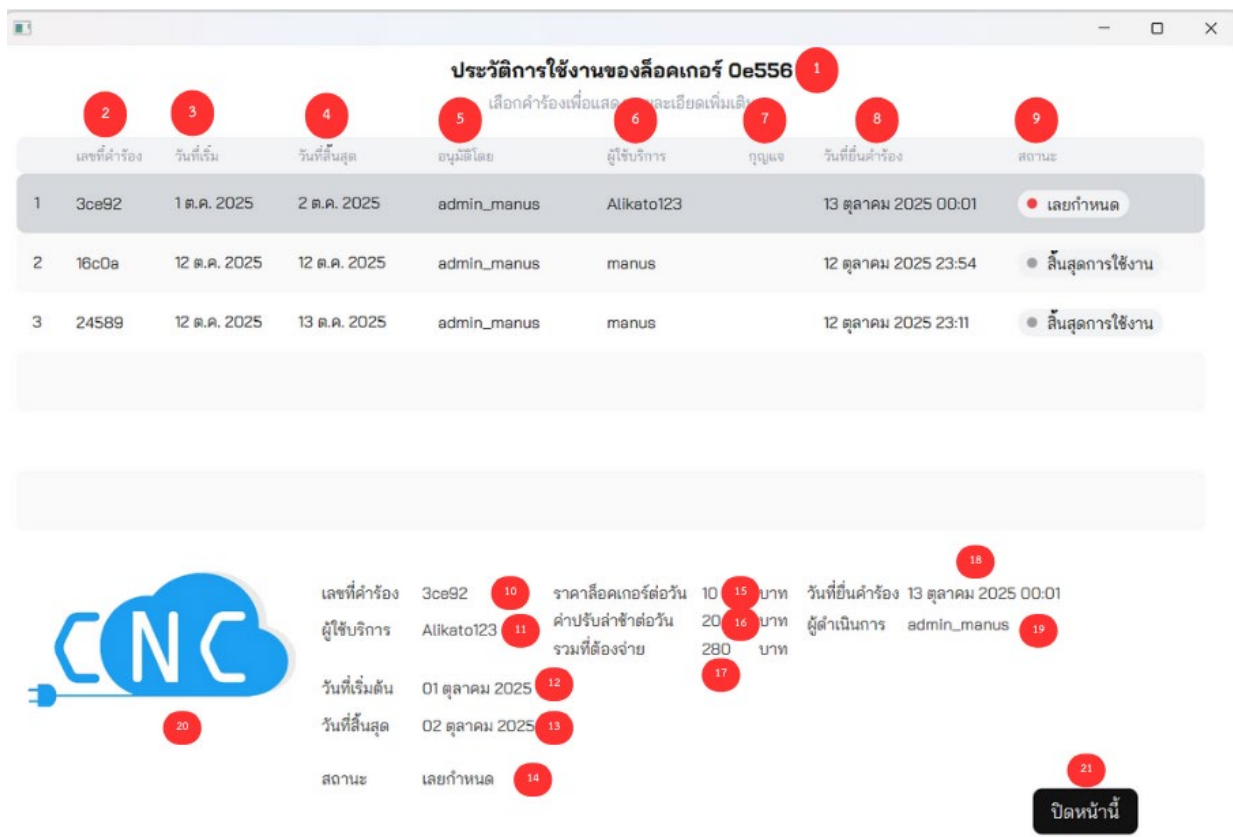 ประวัติการใช้งานของล็อคเกอร์ 0e556 1
เลือกคำร้องเพื่อแสดง
2 3 4 5 6 7 8 9
เลขที่คำร้อง วันที่เริ่ม วันที่สิ้นสุด อนุมัติโดย ผู้ใช้บริการ กุญแจ วันที่ยื่นคำร้อง สถานะ
1 3ce92 1 ต.ค. 2025 2 ต.ค. 2025 admin_manus Alikato123 13 ตุลาคม 2025 00:01 เลยกำหนด
2 16c0a 12 ต.ค. 2025 12 ต.ค. 2025 admin_manus manus 12 ตุลาคม 2025 23:54 สิ้นสุดการใช้งาน
3 24589 12 ต.ค. 2025 13 ต.ค. 2025 admin_manus manus 12 ตุลาคม 2025 23:11 สิ้นสุดการใช้งาน
CNC
20
เลขที่คำร้อง 3ce92 10
ผู้ใช้บริการ Alikato123 11
วันที่เริ่มต้น 01 ตุลาคม 2025 12
วันที่สิ้นสุด 02 ตุลาคม 2025 13
สถานะ เลยกำหนด 14
ราคาล็อคเกอร์ต่อวัน 10 15 บาท
ค่าปรับล่าช้าต่อวัน 20 16 บาท
รวมที่ต้องจ่าย 280 บาท
17
18
วันที่ยื่นคำร้อง 13 ตุลาคม 2025 00:01
ผู้ดำเนินการ admin_manus 19
21
ปิดหน้านี้